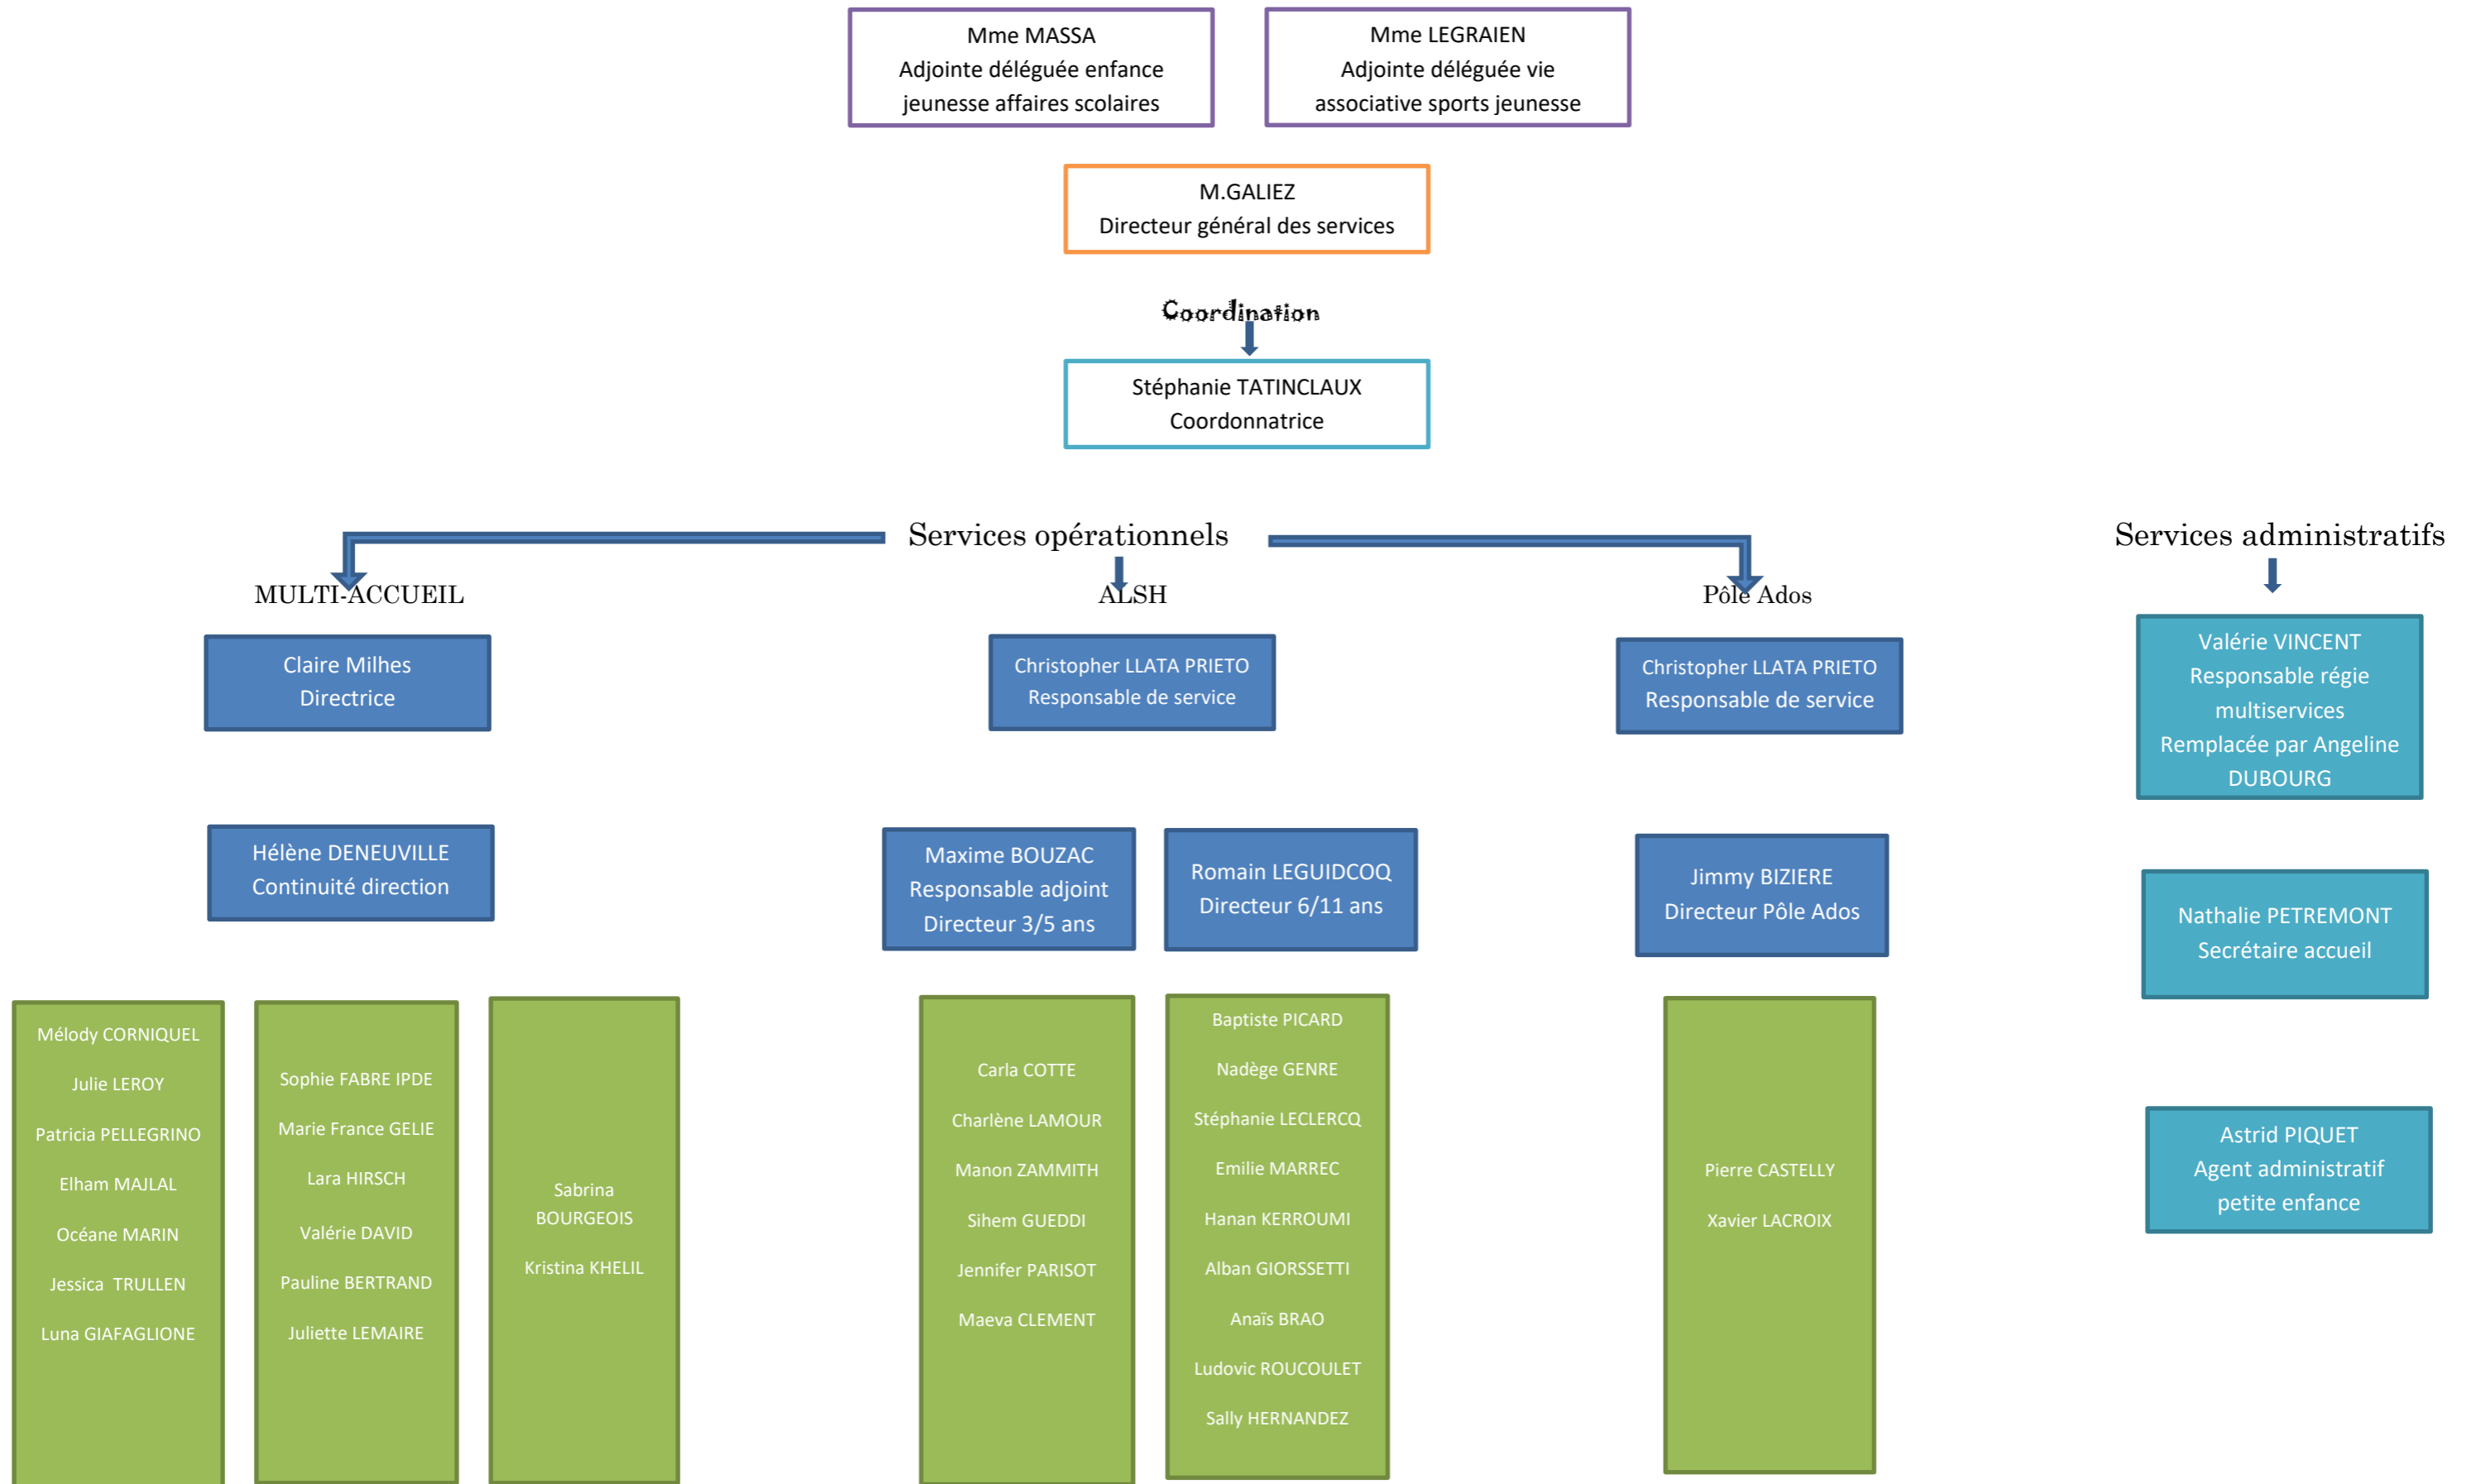 Mme MASSA
Adjointe déléguée enfance
jeunesse affaires scolaires
Mme LEGRAIEN
Adjointe déléguée vie
associative sports jeunesse
M.GALIEZ
Directeur général des services
Coordination
Stéphanie TATINCLAUX
Coordonnatrice
Services opérationnels
Services administratifs
MULTI-ACCUEIL
ALSH
Pôle Ados
Claire Milhes
Directrice
Christopher LLATA PRIETO
Responsable de service
Christopher LLATA PRIETO
Responsable de service
Valérie VINCENT
Responsable régie
multiservices
Remplacée par Angeline
DUBOURG
Hélène DENEUVILLE
Continuité direction
Maxime BOUZAC
Responsable adjoint
Directeur 3/5 ans
Romain LEGUIDCOQ
Directeur 6/11 ans
Jimmy BIZIERE
Directeur Pôle Ados
Nathalie PETREMONT
Secrétaire accueil
Mélody CORNIQUEL
Julie LEROY
Patricia PELLEGRINO
Elham MAJLAL
Océane MARIN
Jessica  TRULLEN
Luna GIAFAGLIONE
Sophie FABRE IPDE
Marie France GELIE
Lara HIRSCH
Valérie DAVID
Pauline BERTRAND
Juliette LEMAIRE
Sabrina
BOURGEOIS
Kristina KHELIL
Carla COTTE
Charlène LAMOUR
Manon ZAMMITH
Sihem GUEDDI
Jennifer PARISOT
Maeva CLEMENT
Baptiste PICARD
Nadège GENRE
Stéphanie LECLERCQ
Emilie MARREC
Hanan KERROUMI
Alban GIORSSETTI
Anaïs BRAO
Ludovic ROUCOULET
Sally HERNANDEZ
Pierre CASTELLY
Xavier LACROIX
Astrid PIQUET
Agent administratif
petite enfance